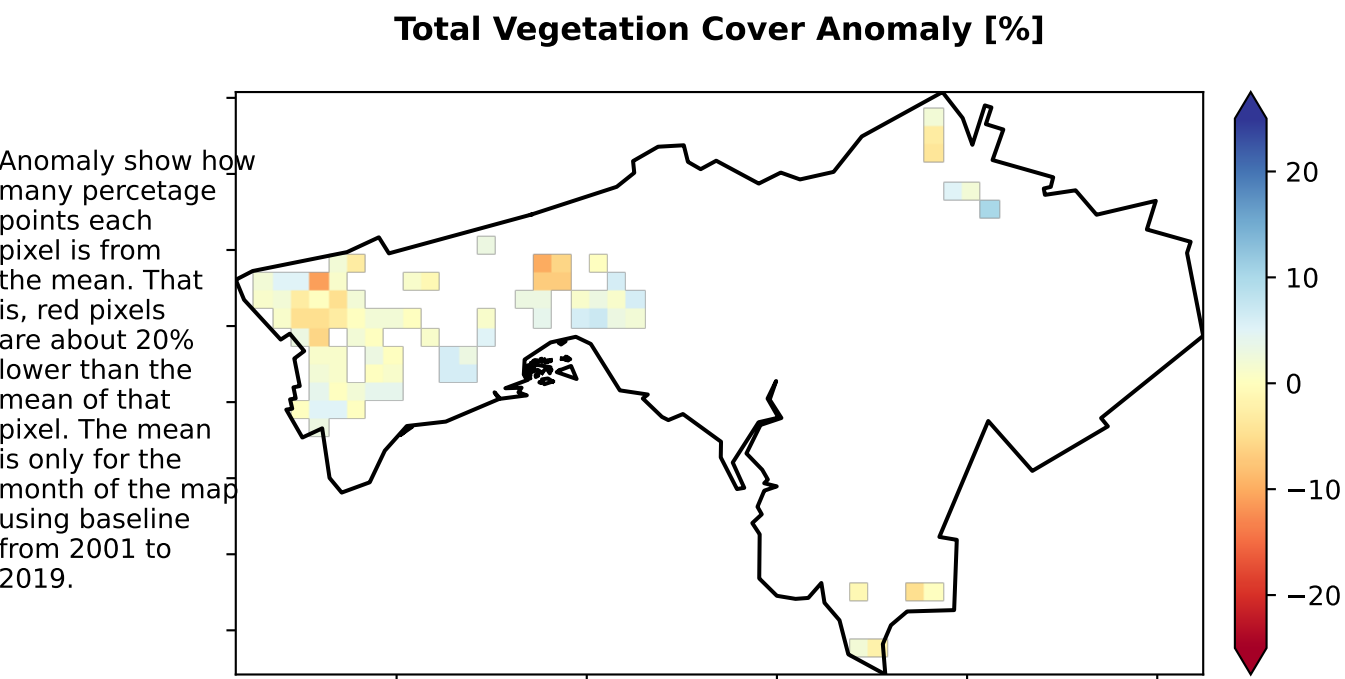 Total Vegetation Cover Anomaly [%]
Anomaly show how
many percetage
points each
pixel is from
the mean. That
is, red pixels
are about 20%
lower than the
mean of that
pixel. The mean
is only for the
month of the map
using baseline
from 2001 to
2019.
20
10
0
−10
−20